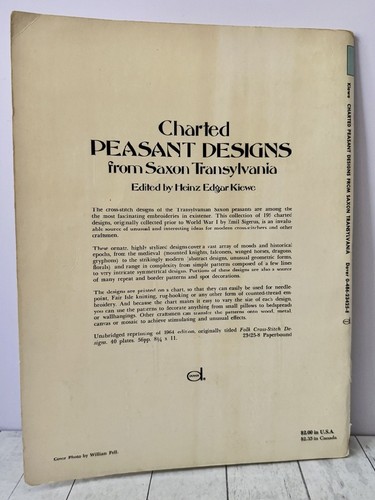 Charted
PEASANT DESIGNS
from Saxon Transylvania
Edited by Heinz Edgar Kiewe
The cross-stitch designs of the Transylvanian Saxon peasants are among the
the most fascinating embroideries in existence. This collection of 195 charted
designs, originally collected prior to World War I by Emil Sigerus, is an invalu
able source of unusual and interesting ideas for modern cross-stitchers and other
craftsmen.
These ornate, highly stylized designs cover a vast array of moods and historical
epochs, from the medieval (mounted knights, falconers, winged forms, dragons,
gryphons) to the strikingly modern (abstract designs, unusual geometric forms,
florals) and range in complexity from simple patterns composed of a few lines
to very intricate symmetrical designs. Portions of these designs are also a source
of many repeat and border patterns and spot decorations.
The designs are printed on a chart, so that they can easily be used for needle
point, Fair Isle knitting, rug-hooking or any other form of counted-thread em
broidery. And because the chart makes it easy to vary the size of each design,
you can use the patterns to decorate anything from small pillows to bedspreads
or wallhangings. Other craftsmen can transfer the patterns onto wood, metal,
canvas or mosaic to achieve stimulating and unusual effects.
Unabridged reprinting of 1964 edition, originally titled Folk Cross-Stitch De
signs. 40 plates. 56pp. 8¼ x 11. 23425-8 Paperbound
Cover Photo by William Fell.
$2.00 in U.S.A.
$2.35 in Canada
Kiewe CHARTED PEASANT DESIGNS FROM SAXON TRANSYLVANIA Dover 0-486-23425-8